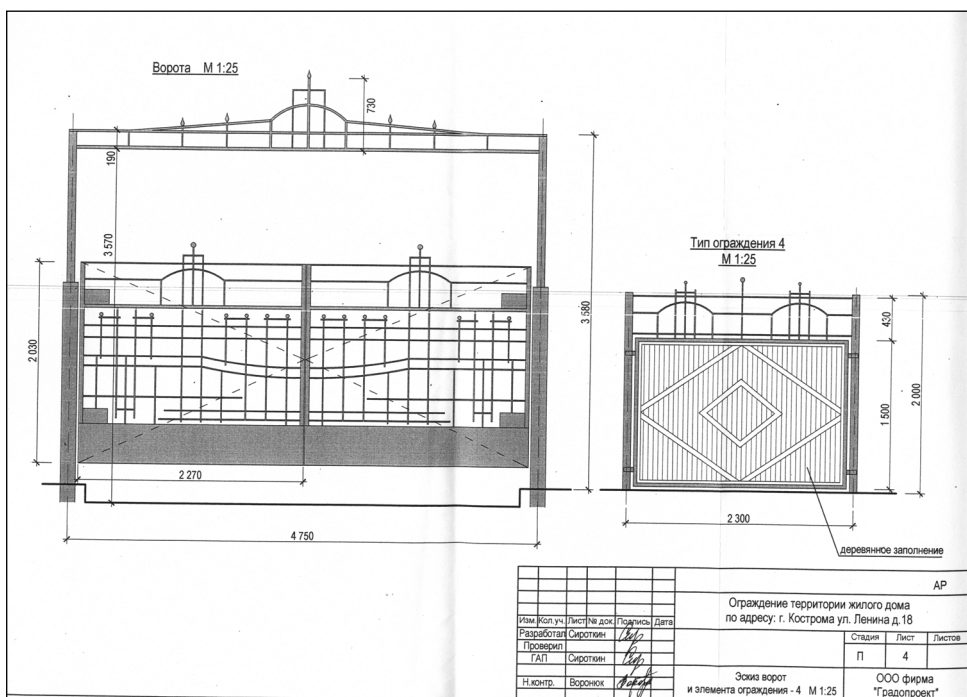 Ворота М 1:25
730
190
3 570
3 580
2 030
2 270
4 750
Тип ограждения 4
М 1:25
430
1 500
2 000
2 300
деревянное заполнение
АР
Ограждение территории жилого дома
по адресу: г. Кострома ул. Ленина д.18
Изм. Кол.уч. Лист № док. Подпись Дата
Разработал Сироткин
Проверил
ГАП Сироткин
Н.контр. Воронюк
Стадия Лист Листов
П 4
Эскиз ворот
и элемента ограждения - 4 М 1:25
ООО фирма
"Градопроект"